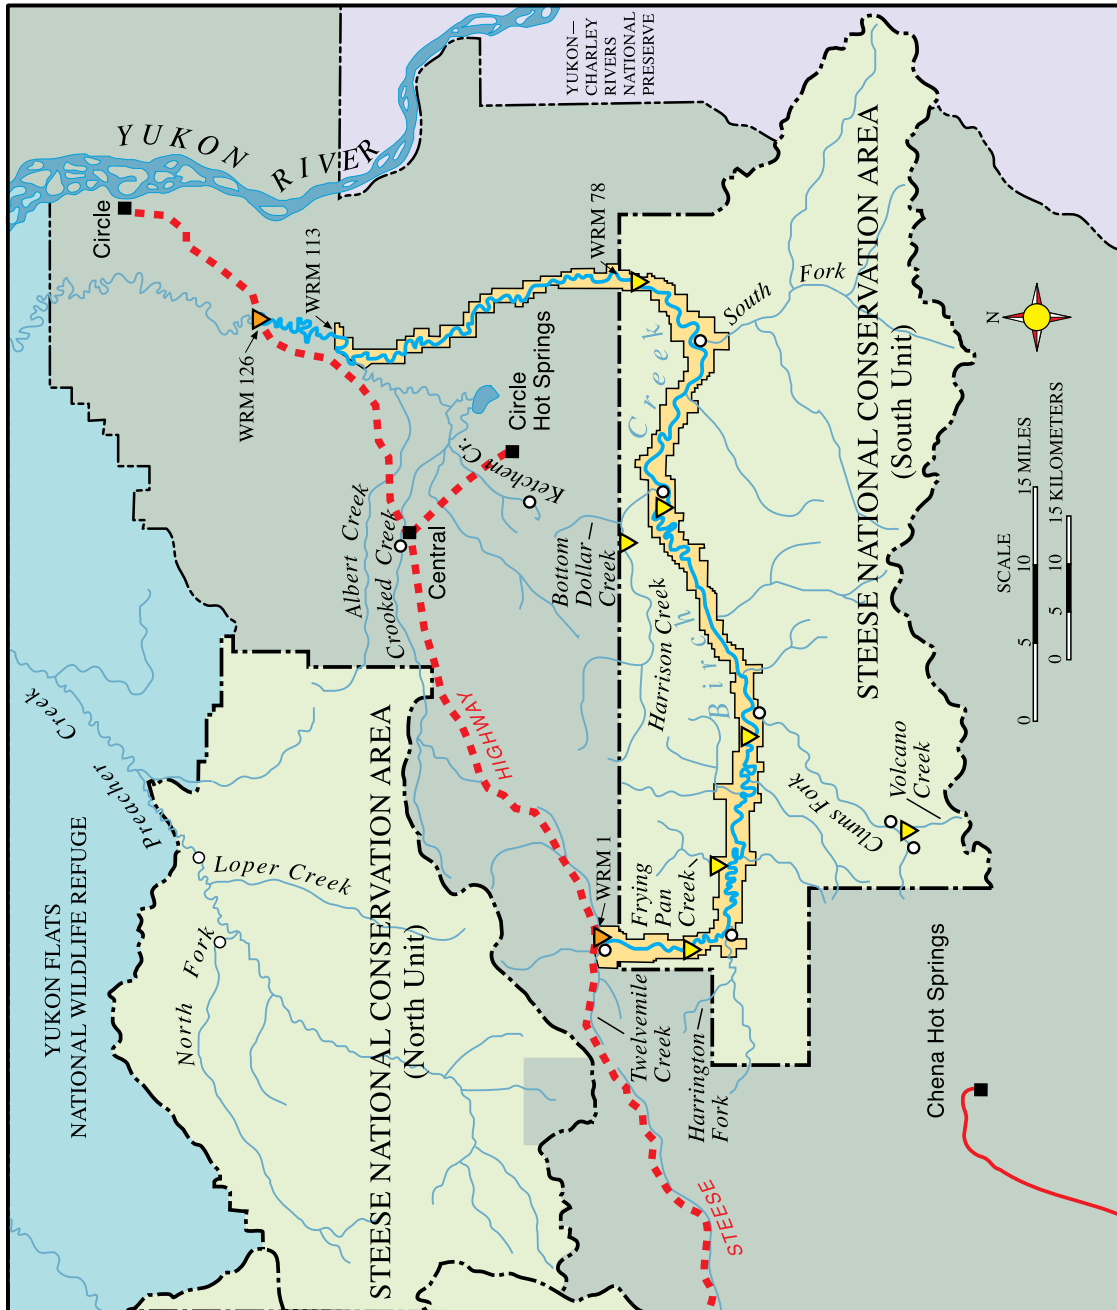 YUKON FLATS
NATIONAL WILDLIFE REFUGE
Preacher
Creek
YUKON
RIVER
YUKON—
CHARLEY
RIVERS
NATIONAL
PRESERVE
Circle
WRM 126
WRM 113
WRM 78
North
Fork
Loper Creek
STEESE NATIONAL CONSERVATION AREA
(North Unit)
Albert Creek
Crooked Creek
Central
Ketchem Cr.
Circle
Hot Springs
HIGHWAY
STEESE
WRM 1
Bottom
Dollar—
Creek
Harrison Creek
Birch
Creek
South
Fork
Twelvemile
Creek
Harrington—
Fork
Frying
Pan
Creek
Clums Fork
Volcano
Creek
STEESE NATIONAL CONSERVATION AREA
(South Unit)
Chena Hot Springs
N
SCALE
0 5 10 15 MILES
0 5 10 15 KILOMETERS